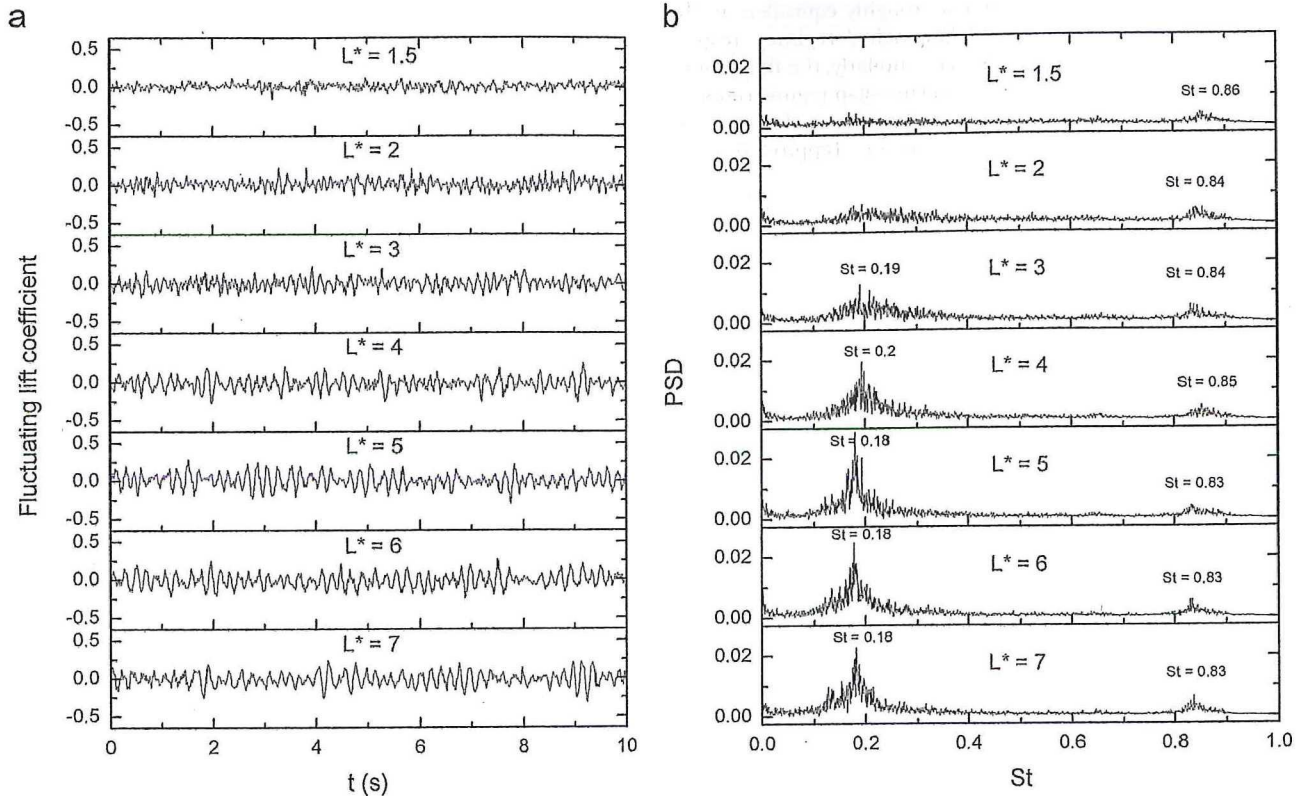 a
Fluctuating lift coefficient
0.5
0.0
-0.5
L* = 1.5
0.5
0.0
-0.5
L* = 2
0.5
0.0
-0.5
L* = 3
0.5
0.0
-0.5
L* = 4
0.5
0.0
-0.5
L* = 5
0.5
0.0
-0.5
L* = 6
0.5
0.0
-0.5
L* = 7
0 2 4 6 8 10
t (s)
b
PSD
0.02
0.00
L* = 1.5
St = 0.86
0.02
0.00
L* = 2
St = 0.84
0.02
0.00
St = 0.19
L* = 3
St = 0.84
0.02
0.00
St = 0.2
L* = 4
St = 0.85
0.02
0.00
St = 0.18
L* = 5
St = 0.83
0.02
0.00
St = 0.18
L* = 6
St = 0.83
0.02
0.00
St = 0.18
L* = 7
St = 0.83
0.0 0.2 0.4 0.6 0.8 1.0
St